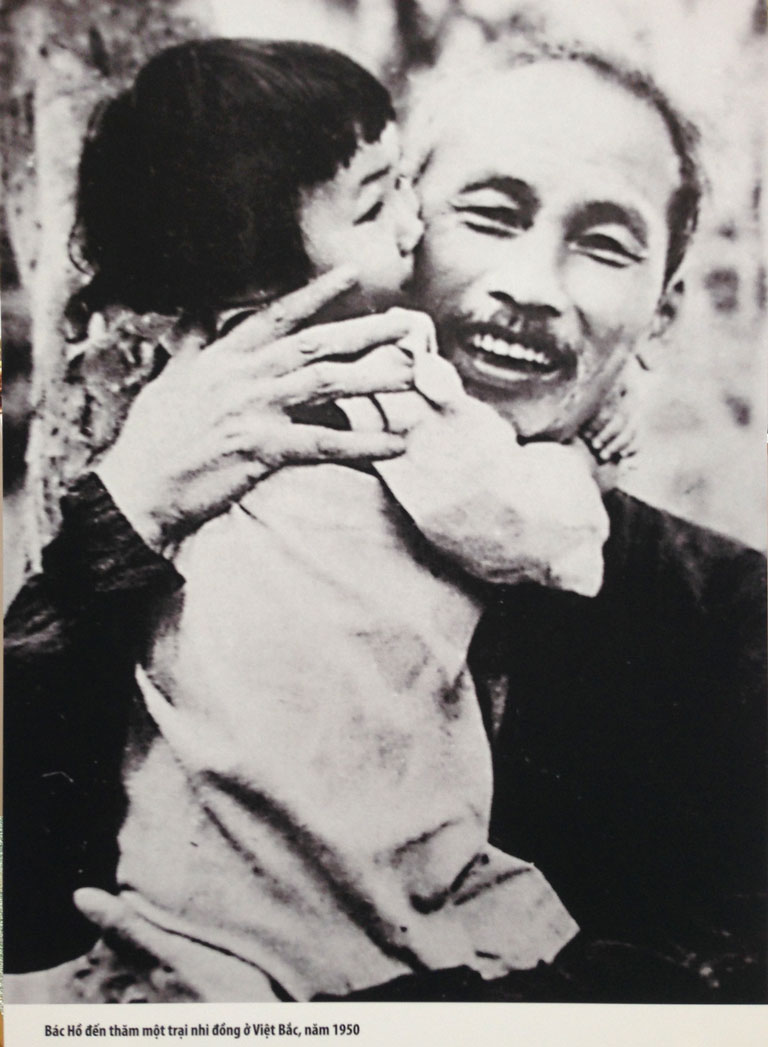 Bác Hồ đến thăm một trại nhi đồng ở Việt Bắc, năm 1950